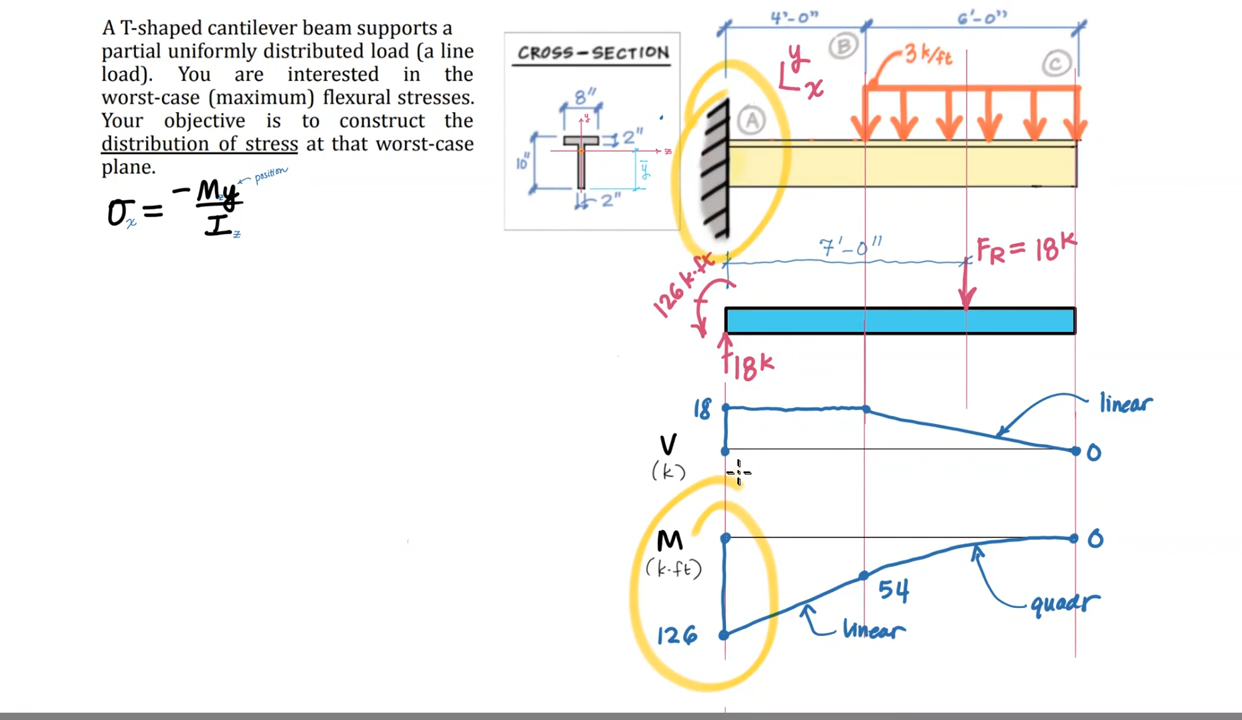 A T-shaped cantilever beam supports a
partial uniformly distributed load (a line
load). You are interested in the
worst-case (maximum) flexural stresses.
Your objective is to construct the
distribution of stress at that worst-case
plane.
σx = -My/Iz
position
CROSS-SECTION
8"
y
2"
z
10"
2"
4'-0"
6'-0"
y
x
B
3 k/ft
C
A
7'-0"
FR = 18k
126 k·ft
18k
18
linear
V
(k)
0
M
(k·ft)
0
54
quadr
126
linear